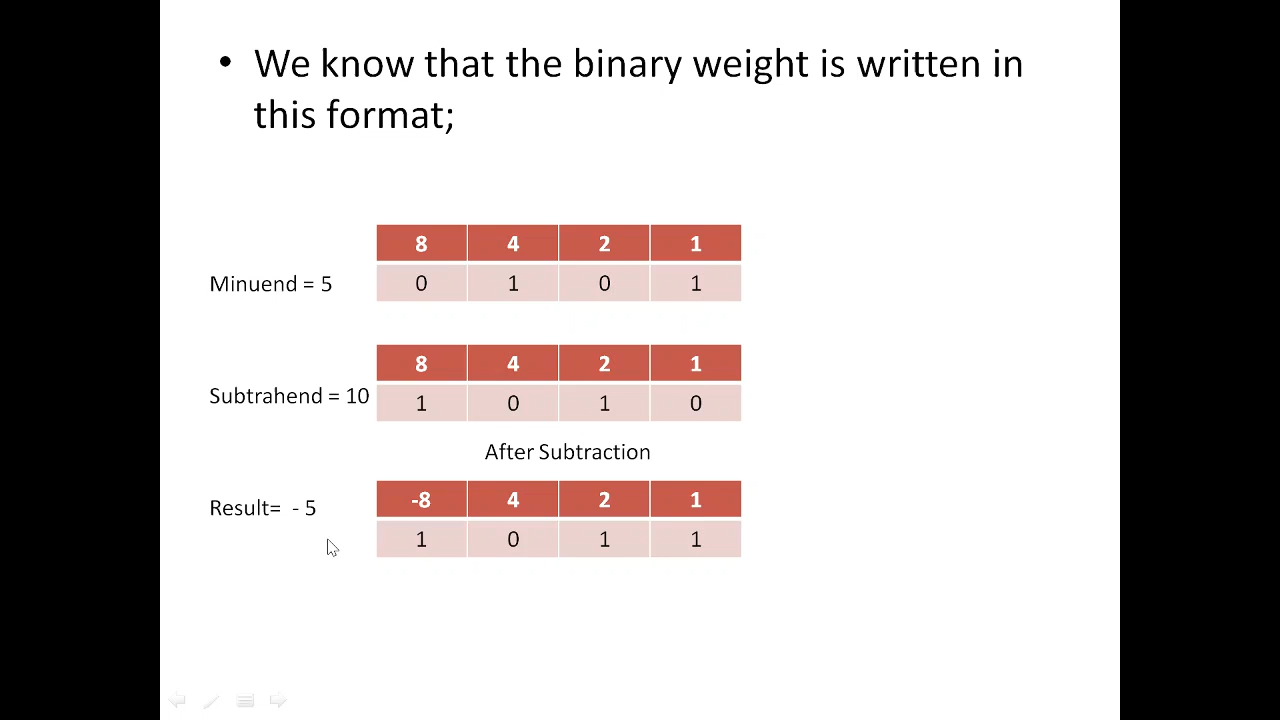 • We know that the binary weight is written in
this format;
8 4 2 1
Minuend = 5 0 1 0 1
8 4 2 1
Subtrahend = 10 1 0 1 0
After Subtraction
-8 4 2 1
Result= - 5 1 0 1 1